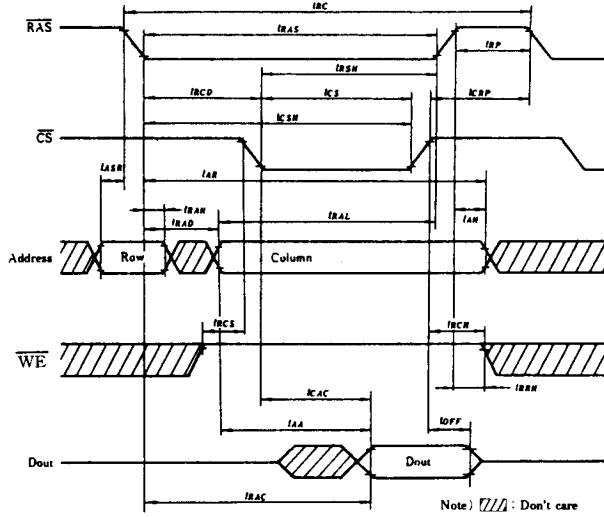 tRC
RAS
tRAS
tRP
tRSH
tRCD
tCS
tCRP
tCSH
CS
tASR
tAR
tRAH
tRAD
tRAL
tAH
Address
Row
Column
tRCS
tRCH
WE
tRRH
tCAC
tAA
tOFF
Dout
Dout
tRAC
Note) : Don't care